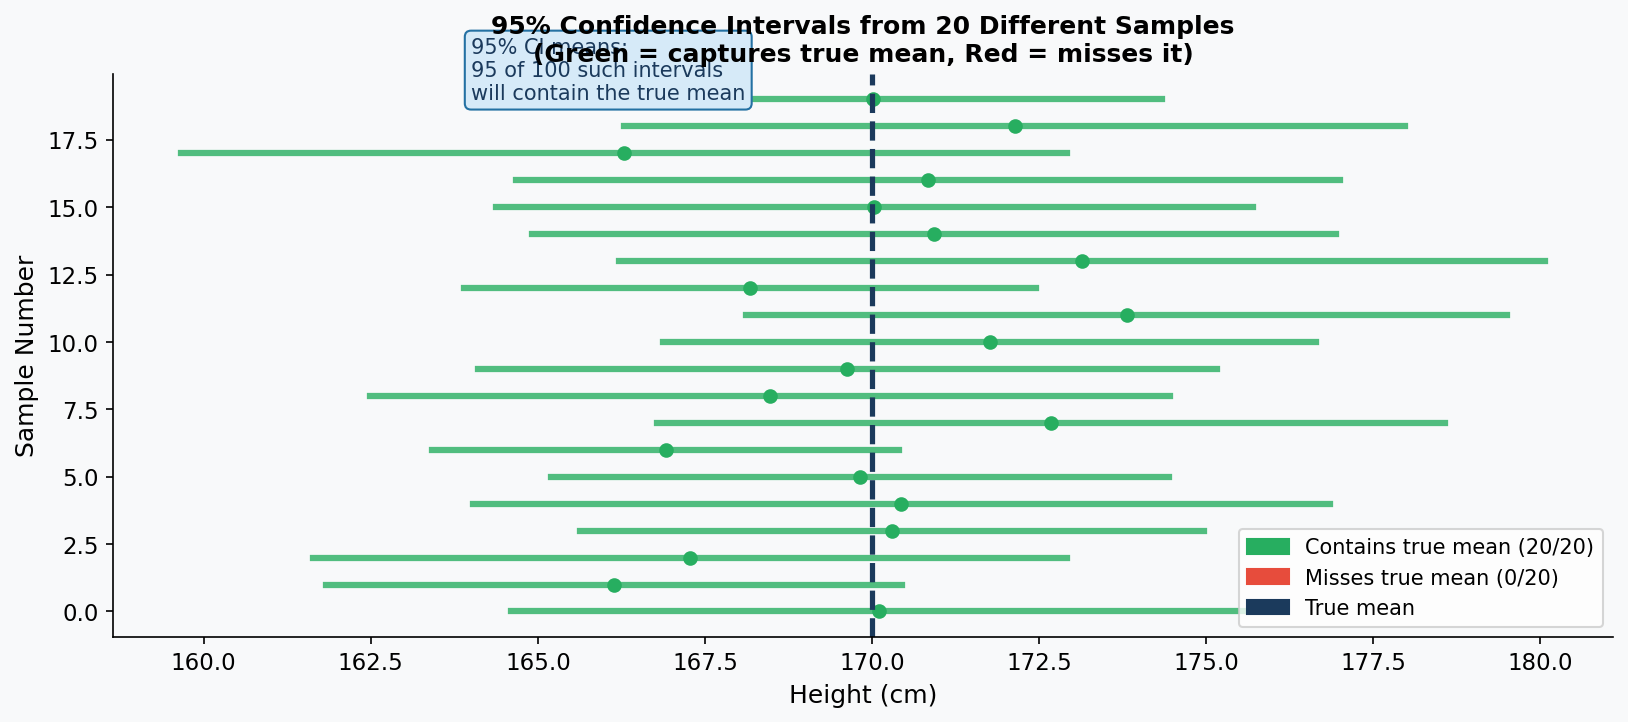 95% Confidence Intervals from 20 Different Samples
(Green = captures true mean, Red = misses it)
95% CI means:
95 of 100 such intervals
will contain the true mean
Sample Number
17.5
15.0
12.5
10.0
7.5
5.0
2.5
0.0
Contains true mean (20/20)
Misses true mean (0/20)
True mean
160.0 162.5 165.0 167.5 170.0 172.5 175.0 177.5 180.0
Height (cm)